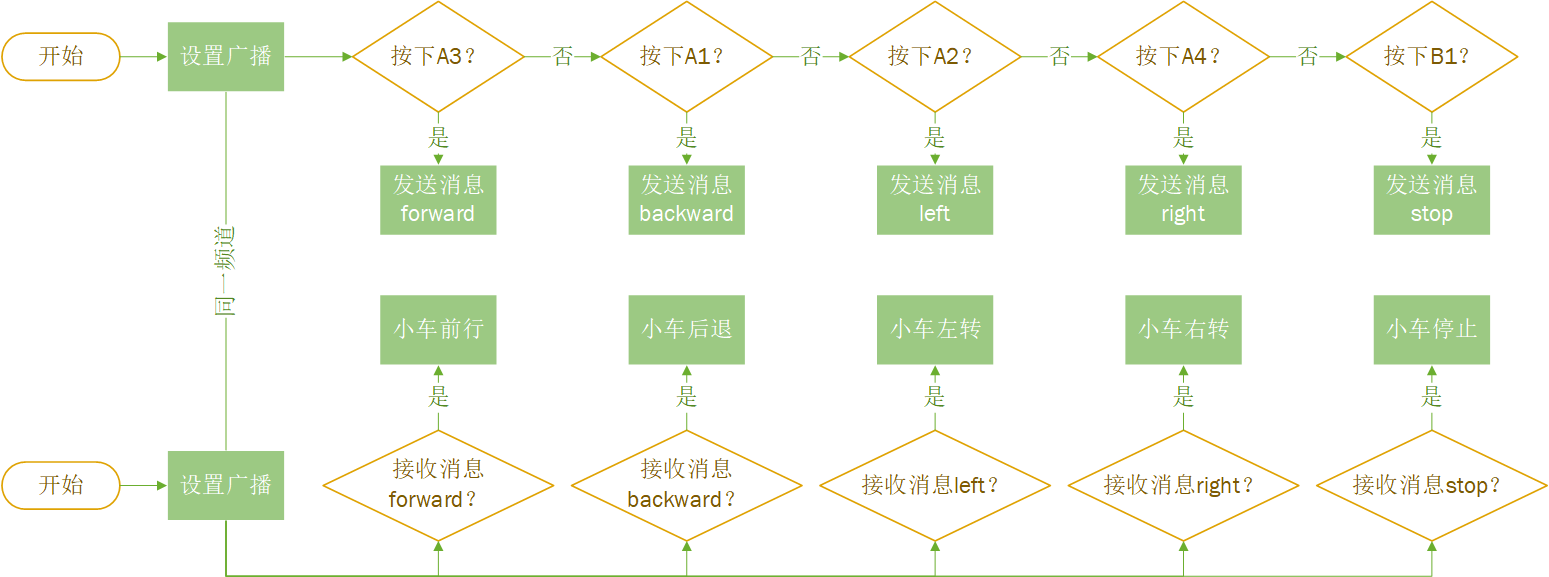 开始
设置广播
按下A3？
否
按下A1？
否
按下A2？
否
按下A4？
否
按下B1？
是
是
是
是
是
发送消息
forward
发送消息
backward
发送消息
left
发送消息
right
发送消息
stop
同一频道
小车前行
小车后退
小车左转
小车右转
小车停止
是
是
是
是
是
开始
设置广播
接收消息
forward？
接收消息
backward？
接收消息left？
接收消息right？
接收消息stop？